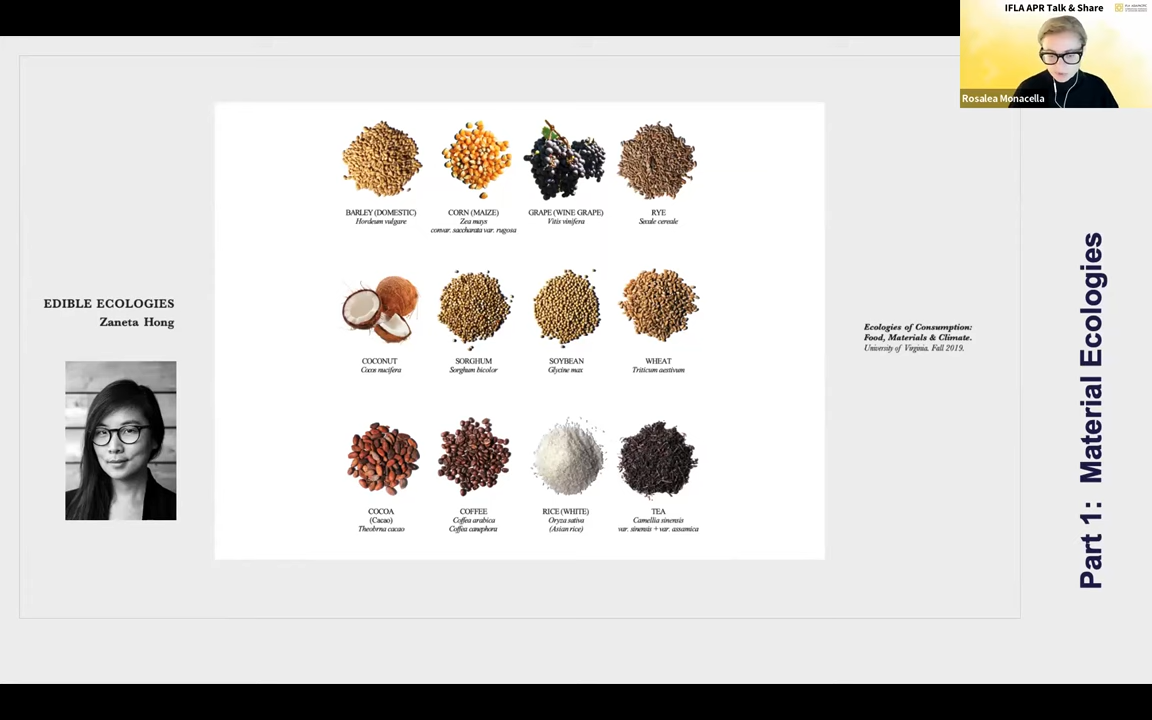 IFLA APR Talk & Share
Rosalea Monacella
EDIBLE ECOLOGIES
Zaneta Hong
BARLEY (DOMESTIC)
Hordeum vulgare
CORN (MAIZE)
Zea mays
convar. saccharata var. rugosa
GRAPE (WINE GRAPE)
Vitis vinifera
RYE
Secale cereale
COCONUT
Cocos nucifera
SORGHUM
Sorghum bicolor
SOYBEAN
Glycine max
WHEAT
Triticum aestivum
COCOA
(Cacao)
Theobrna cacao
COFFEE
Coffea arabica
Coffea canephora
RICE (WHITE)
Oryza sativa
(Asian rice)
TEA
Camellia sinensis
var. sinensis + var. assamica
Ecologies of Consumption:
Food, Materials & Climate.
University of Virginia. Fall 2019.
Part 1: Material Ecologies